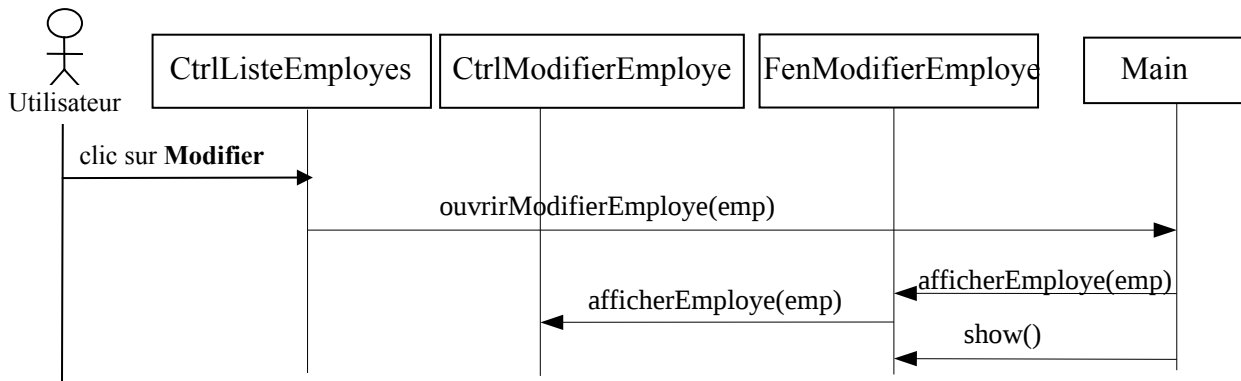 CtrlListeEmployes
CtrlModifierEmploye
FenModifierEmploye
Main
Utilisateur
clic sur Modifier
ouvrirModifierEmploye(emp)
afficherEmploye(emp)
afficherEmploye(emp)
show()